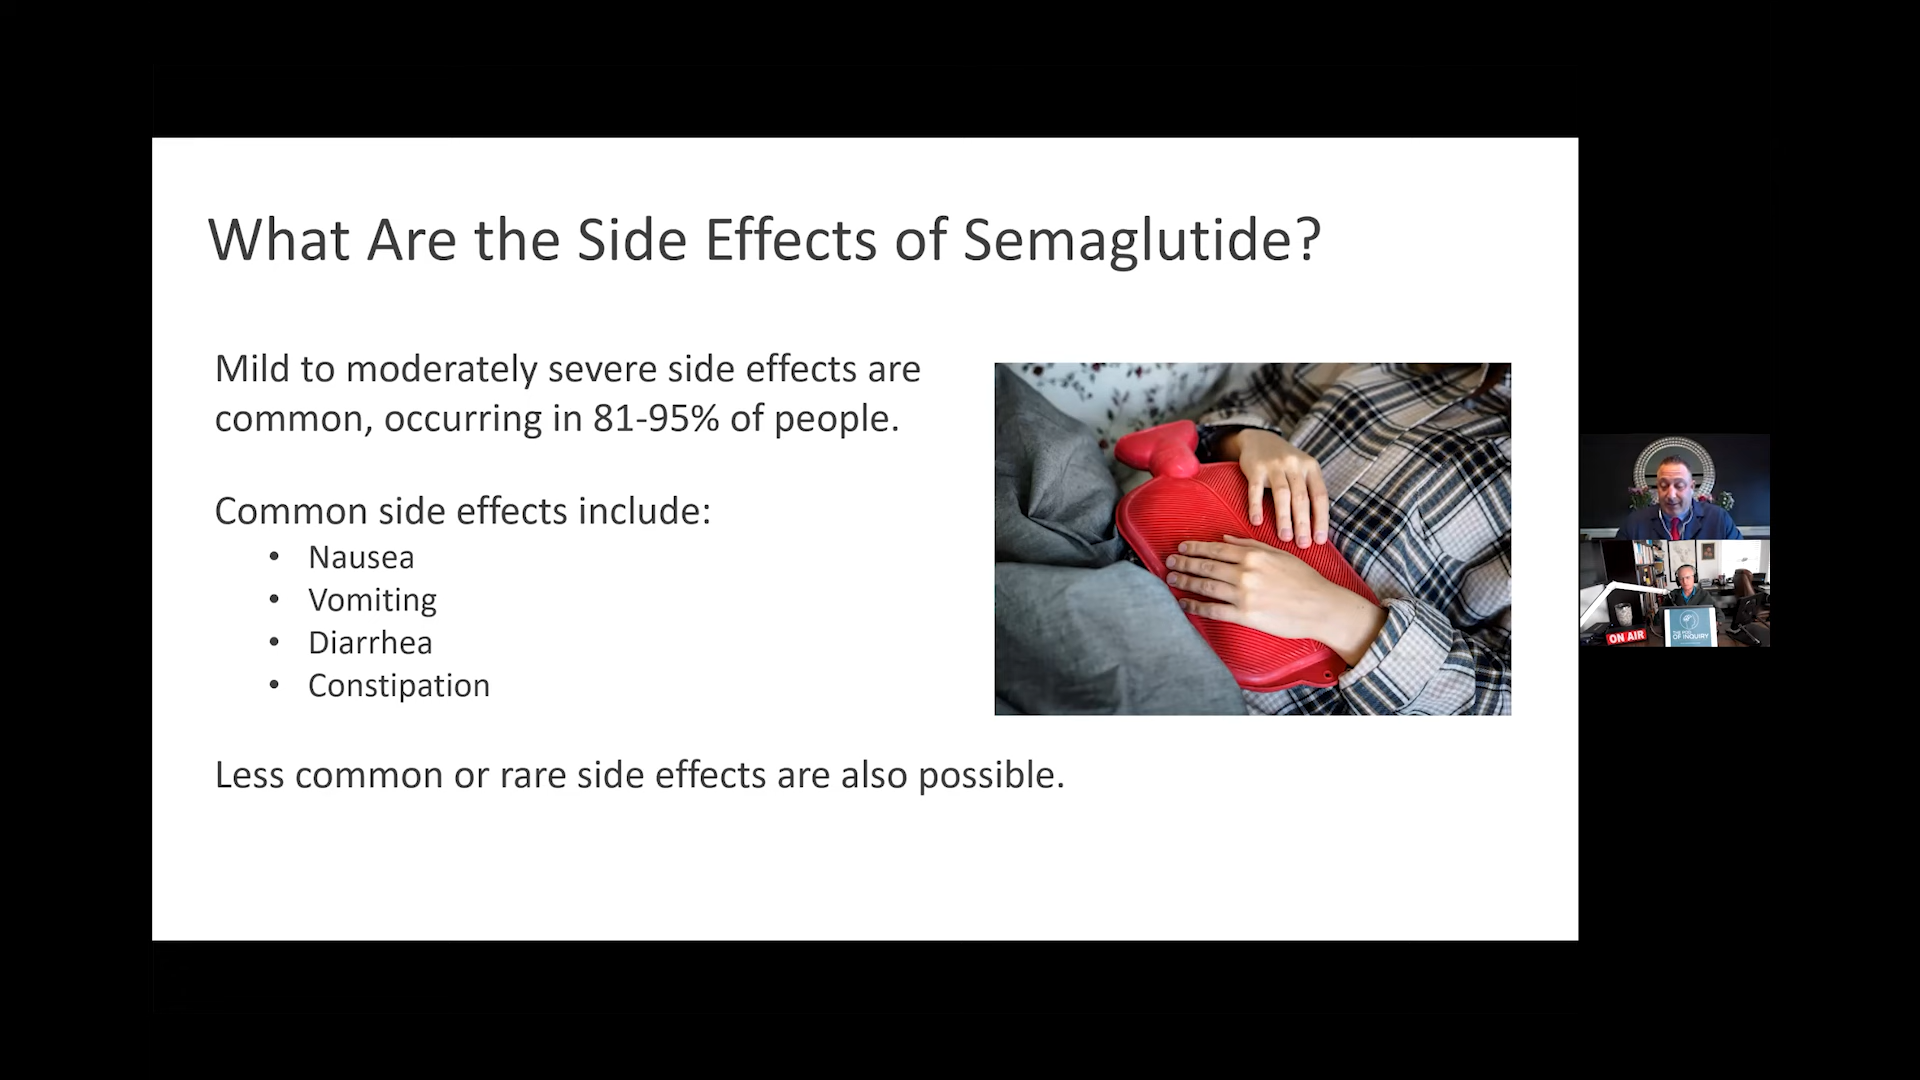 What Are the Side Effects of Semaglutide?
Mild to moderately severe side effects are
common, occurring in 81-95% of people.
Common side effects include:
• Nausea
• Vomiting
• Diarrhea
• Constipation
Less common or rare side effects are also possible.
ON AIR
OF INQUIRY